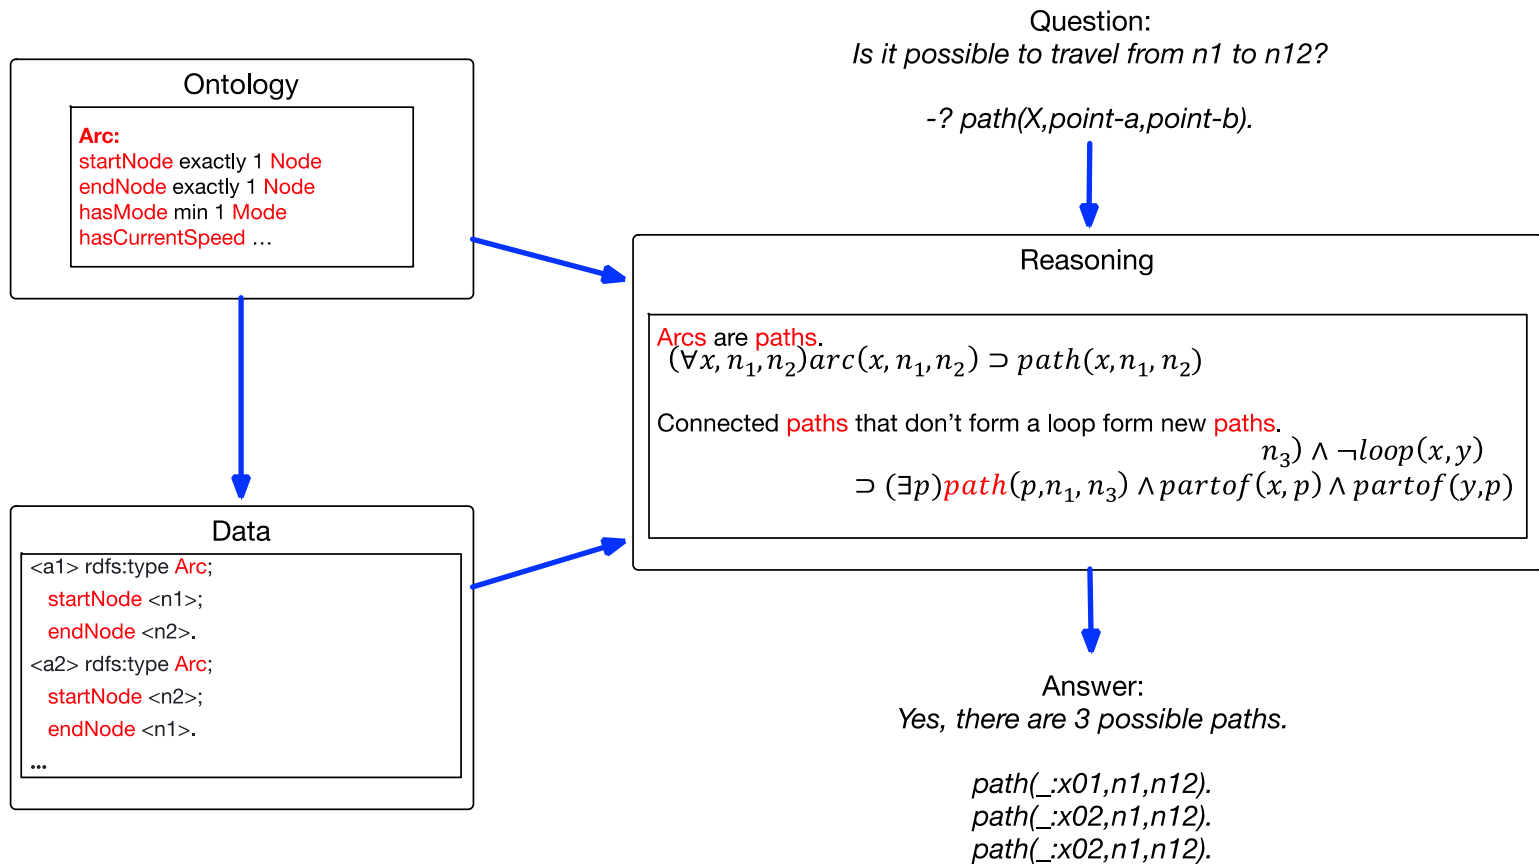 Ontology
Arc:
startNode exactly 1 Node
endNode exactly 1 Node
hasMode min 1 Mode
hasCurrentSpeed …
Data
<a1> rdfs:type Arc;
startNode <n1>;
endNode <n2>.
<a2> rdfs:type Arc;
startNode <n2>;
endNode <n1>.
...
Question:
Is it possible to travel from n1 to n12?
-? path(X,point-a,point-b).
Reasoning
Arcs are paths.
(∀x, n₁, n₂)arc(x, n₁, n₂) ⊃ path(x, n₁, n₂)
Connected paths that don’t form a loop form new paths.
n₃) ∧ ¬loop(x, y)
⊃ (∃p)path(p, n₁, n₃) ∧ partof(x, p) ∧ partof(y, p)
Answer:
Yes, there are 3 possible paths.
path(_:x01,n1,n12).
path(_:x02,n1,n12).
path(_:x02,n1,n12).